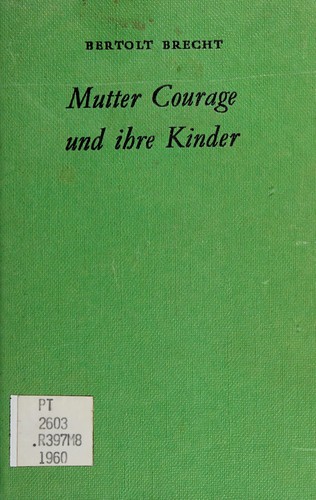 BERTOLT BRECHT
Mutter Courage
und ihre Kinder
PT
2603
.R397M8
1960